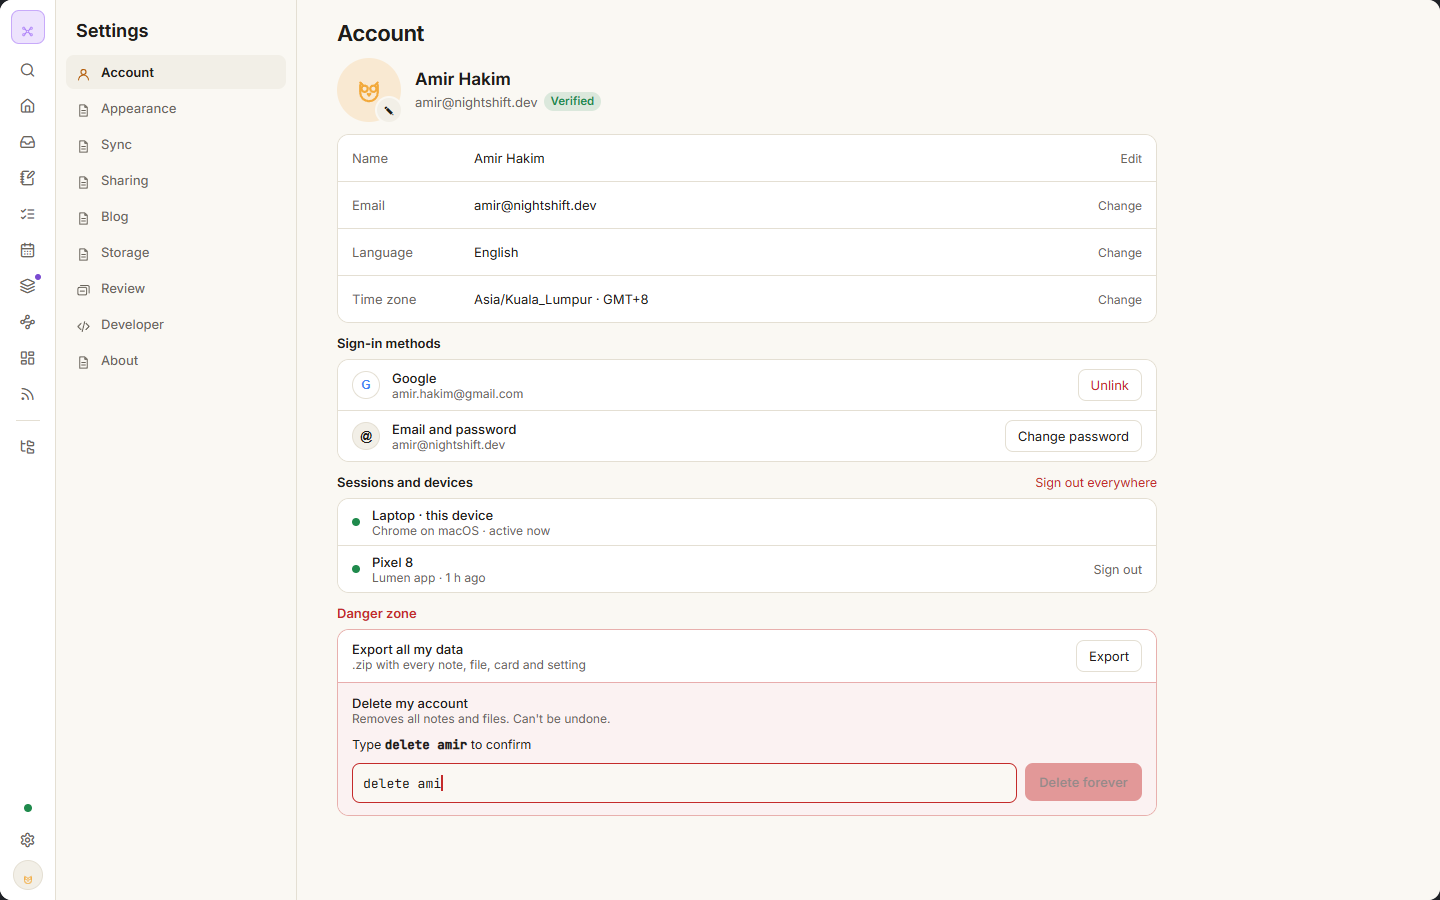 Settings
Account
Appearance
Sync
Sharing
Blog
Storage
Review
Developer
About
Account
Amir Hakim
amir@nightshift.dev Verified
Name Amir Hakim Edit
Email amir@nightshift.dev Change
Language English Change
Time zone Asia/Kuala_Lumpur · GMT+8 Change
Sign-in methods
G Google
amir.hakim@gmail.com
Unlink
@ Email and password
amir@nightshift.dev
Change password
Sessions and devices Sign out everywhere
Laptop · this device
Chrome on macOS · active now
Pixel 8
Lumen app · 1 h ago
Sign out
Danger zone
Export all my data
.zip with every note, file, card and setting
Export
Delete my account
Removes all notes and files. Can't be undone.
Type delete amir to confirm
delete ami
Delete forever